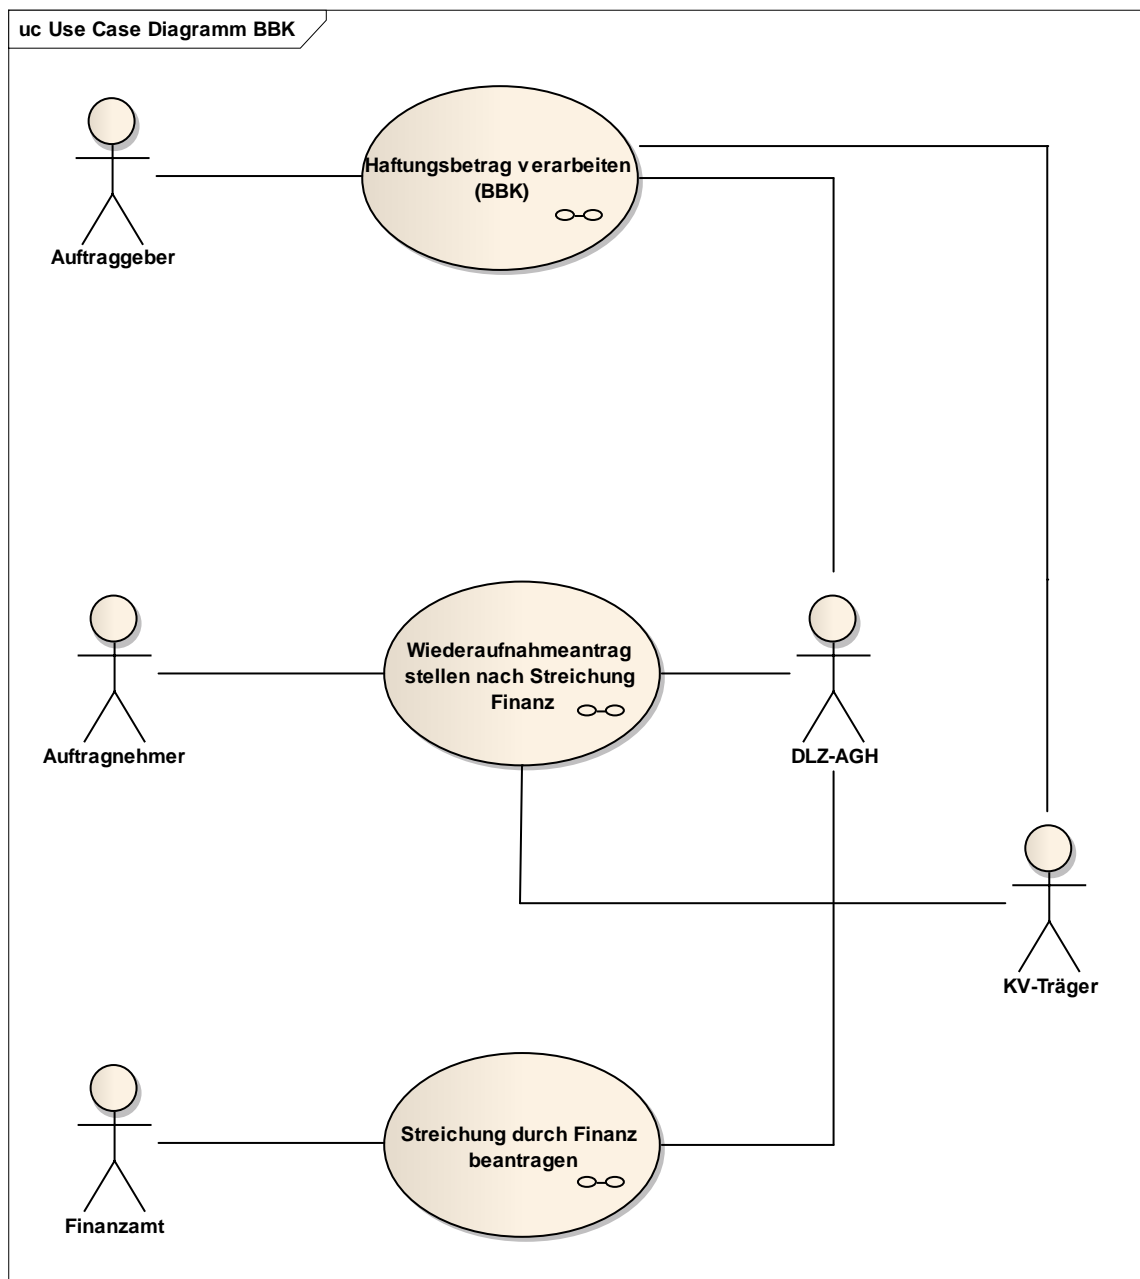 uc Use Case Diagramm BBK
Haftungsbetrag verarbeiten
(BBK)
Auftraggeber
Wiederaufnahmeantrag
stellen nach Streichung
Finanz
Auftragnehmer
DLZ-AGH
KV-Träger
Streichung durch Finanz
beantragen
Finanzamt